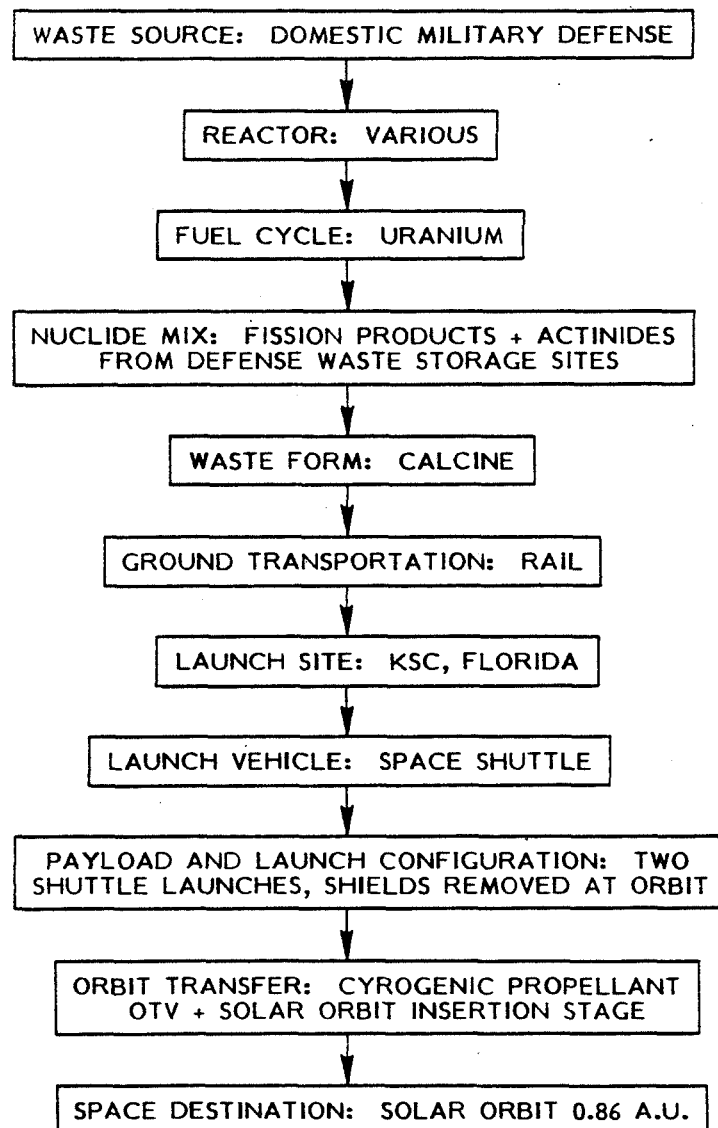 WASTE SOURCE: DOMESTIC MILITARY DEFENSE
REACTOR: VARIOUS
FUEL CYCLE: URANIUM
NUCLIDE MIX: FISSION PRODUCTS + ACTINIDES
FROM DEFENSE WASTE STORAGE SITES
WASTE FORM: CALCINE
GROUND TRANSPORTATION: RAIL
LAUNCH SITE: KSC, FLORIDA
LAUNCH VEHICLE: SPACE SHUTTLE
PAYLOAD AND LAUNCH CONFIGURATION: TWO
SHUTTLE LAUNCHES, SHIELDS REMOVED AT ORBIT
ORBIT TRANSFER: CYROGENIC PROPELLANT
OTV + SOLAR ORBIT INSERTION STAGE
SPACE DESTINATION: SOLAR ORBIT 0.86 A.U.